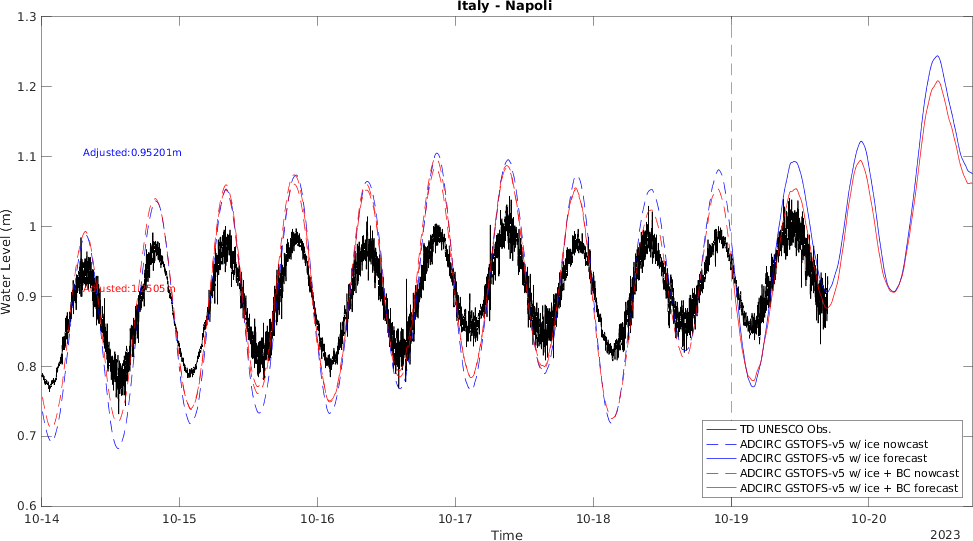 Italy - Napoli
1.3
1.2
1.1
1
0.9
0.8
0.7
0.6
Water Level (m)
Adjusted:0.95201m
10-14
10-15
10-16
10-17
10-18
10-19
10-20
Time
2023
TD UNESCO Obs.
ADCIRC GSTOFS-v5 w/ ice nowcast
ADCIRC GSTOFS-v5 w/ ice forecast
ADCIRC GSTOFS-v5 w/ ice + BC nowcast
ADCIRC GSTOFS-v5 w/ ice + BC forecast